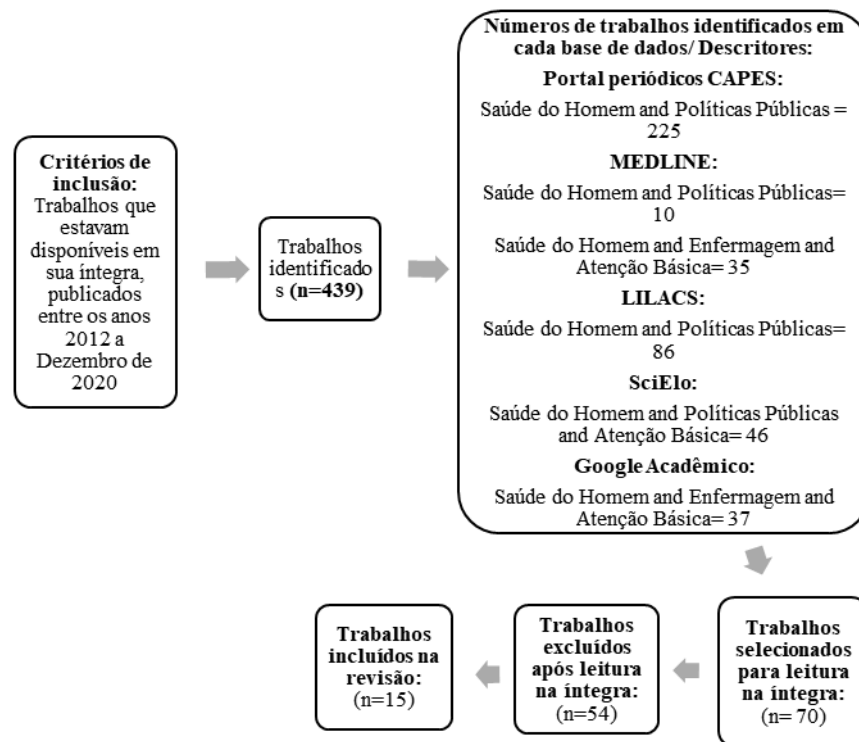 Critérios de
inclusão:
Trabalhos que
estavam
disponíveis em
sua íntegra,
publicados
entre os anos
2012 a
Dezembro de
2020
Trabalhos
identificado
s (n=439)
Números de trabalhos identificados em
cada base de dados/ Descritores:
Portal periódicos CAPES:
Saúde do Homem and Políticas Públicas =
225
MEDLINE:
Saúde do Homem and Políticas Públicas=
10
Saúde do Homem and Enfermagem and
Atenção Básica= 35
LILACS:
Saúde do Homem and Políticas Públicas=
86
SciElo:
Saúde do Homem and Políticas Públicas
and Atenção Básica= 46
Google Acadêmico:
Saúde do Homem and Enfermagem and
Atenção Básica= 37
Trabalhos
selecionados
para leitura
na íntegra:
(n= 70)
Trabalhos
excluídos
após leitura
na íntegra:
(n=54)
Trabalhos
incluídos na
revisão:
(n=15)